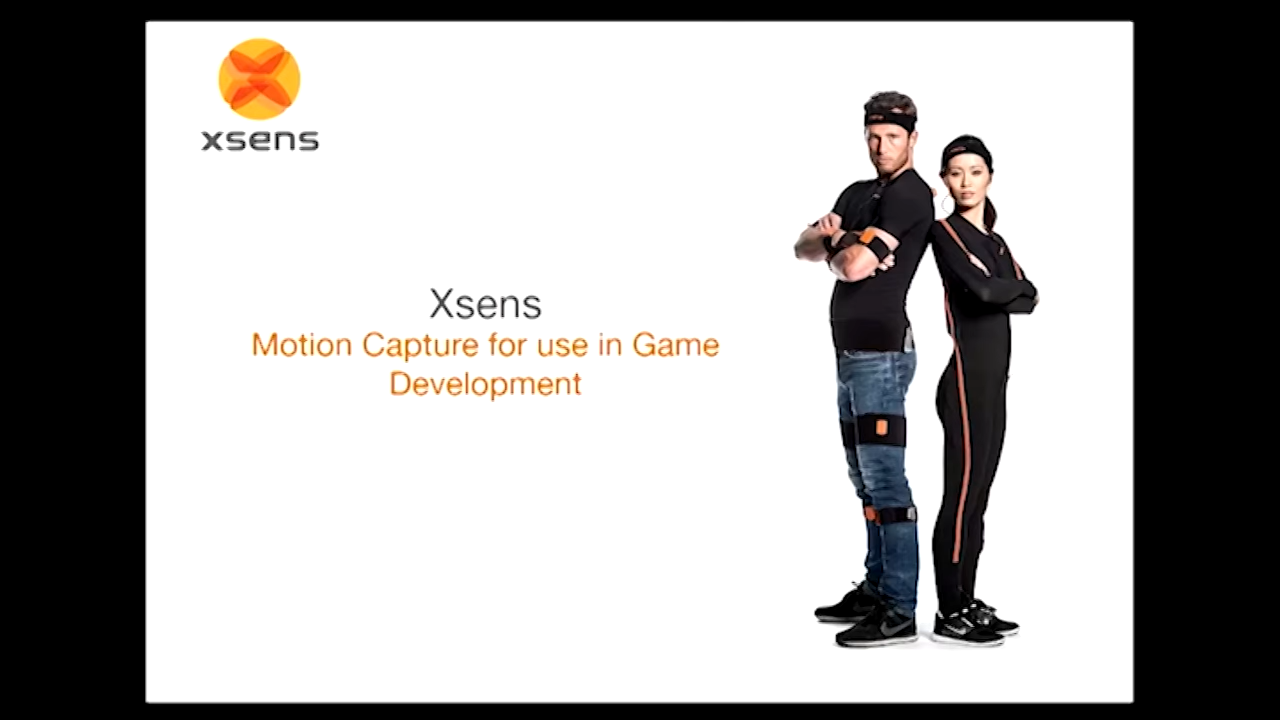 xsens
Xsens
Motion Capture for use in Game
Development